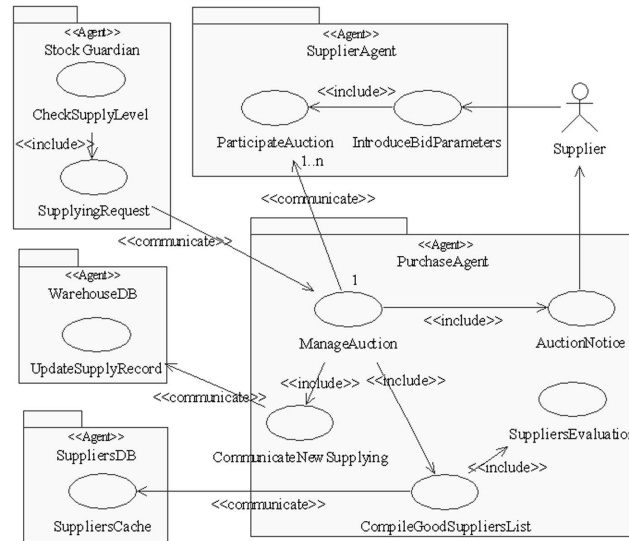 <<Agent>>
Stock Guardian
CheckSupplyLevel
<<include>>
SupplyingRequest
<<Agent>>
SupplierAgent
<<include>>
ParticipateAuction
IntroduceBidParameters
1..n
Supplier
<<communicate>>
<<communicate>>
<<Agent>>
PurchaseAgent
1
ManageAuction
<<include>>
AuctionNotice
<<Agent>>
WarehouseDB
UpdateSupplyRecord
<<communicate>>
<<include>>
<<include>>
CommunicateNewSupplying
SuppliersEvaluation
<<include>>
<<Agent>>
SuppliersDB
SuppliersCache
<<communicate>>
CompileGoodSuppliersList